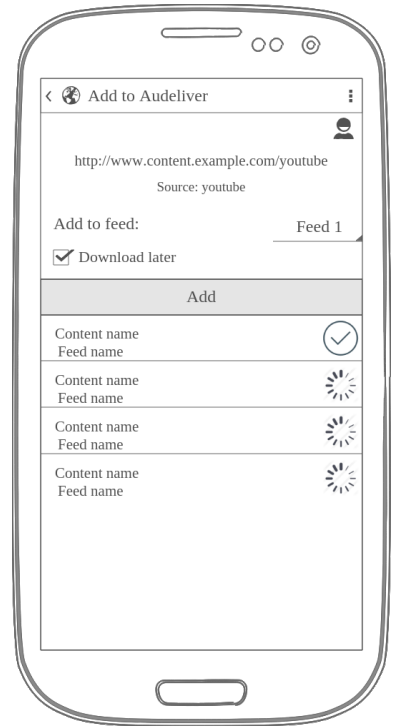 Add to Audeliver
http://www.content.example.com/youtube
Source: youtube
Add to feed:
Feed 1
Download later
Add
Content name
Feed name
Content name
Feed name
Content name
Feed name
Content name
Feed name